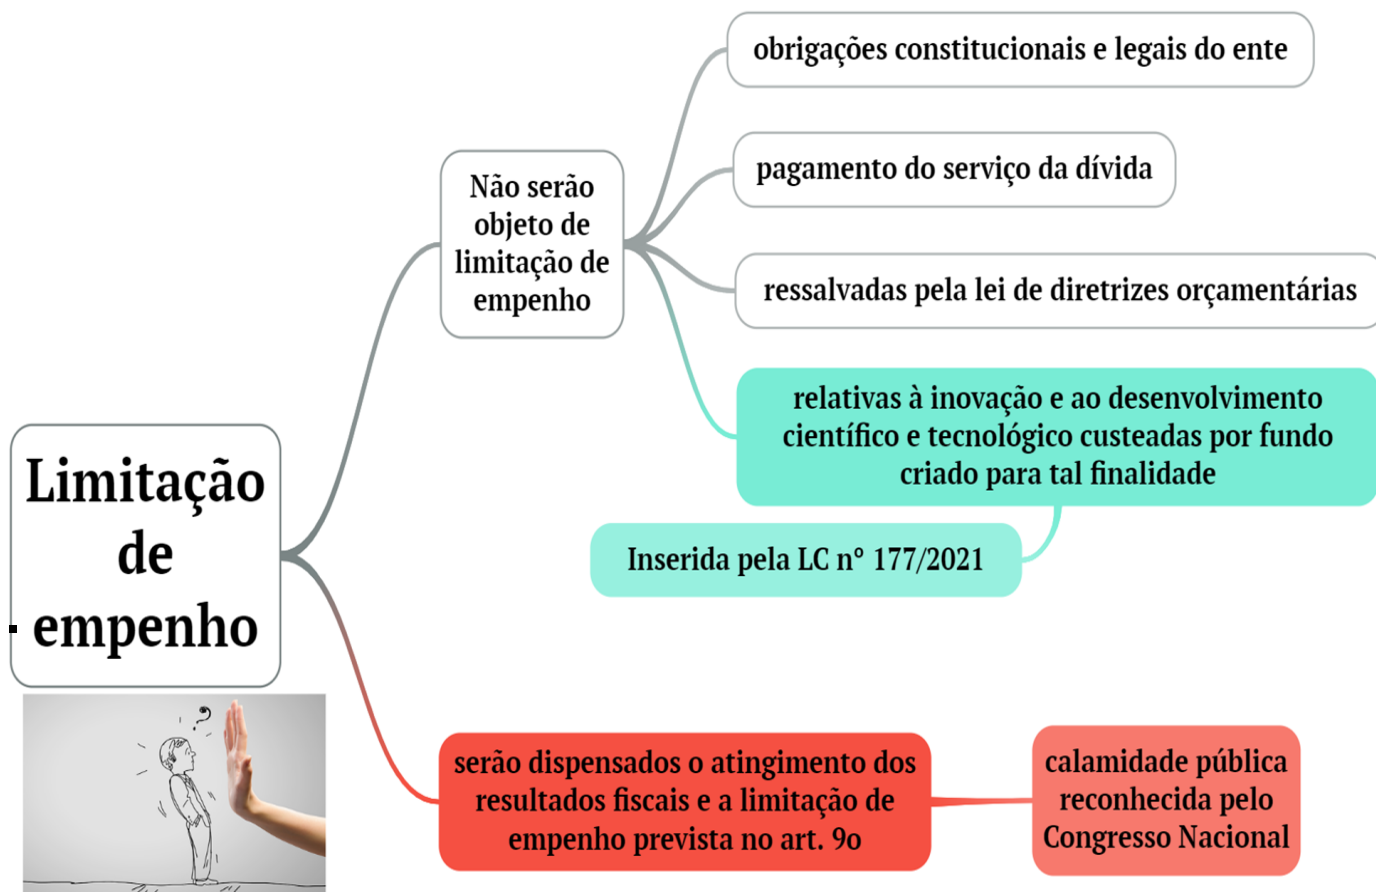 obrigações constitucionais e legais do ente
pagamento do serviço da dívida
Não serão
objeto de
limitação de
empenho
ressalvadas pela lei de diretrizes orçamentárias
relativas à inovação e ao desenvolvimento
científico e tecnológico custeadas por fundo
criado para tal finalidade
Inserida pela LC nº 177/2021
Limitação
de
empenho
?
serão dispensados o atingimento dos
resultados fiscais e a limitação de
empenho prevista no art. 9o
calamidade pública
reconhecida pelo
Congresso Nacional